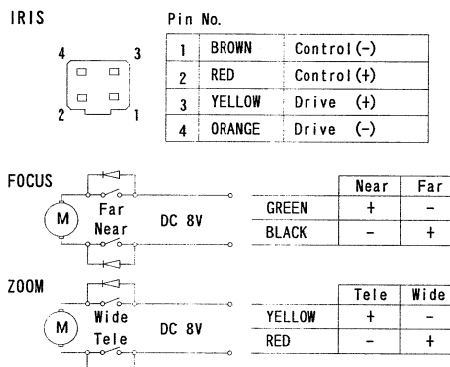 IRIS
Pin No.
4 3
2 1
1 BROWN Control(-)
2 RED Control(+)
3 YELLOW Drive (+)
4 ORANGE Drive (-)
FOCUS
M
Far
Near
DC 8V
Near Far
GREEN + -
BLACK - +
ZOOM
M
Wide
Tele
DC 8V
Tele Wide
YELLOW + -
RED - +